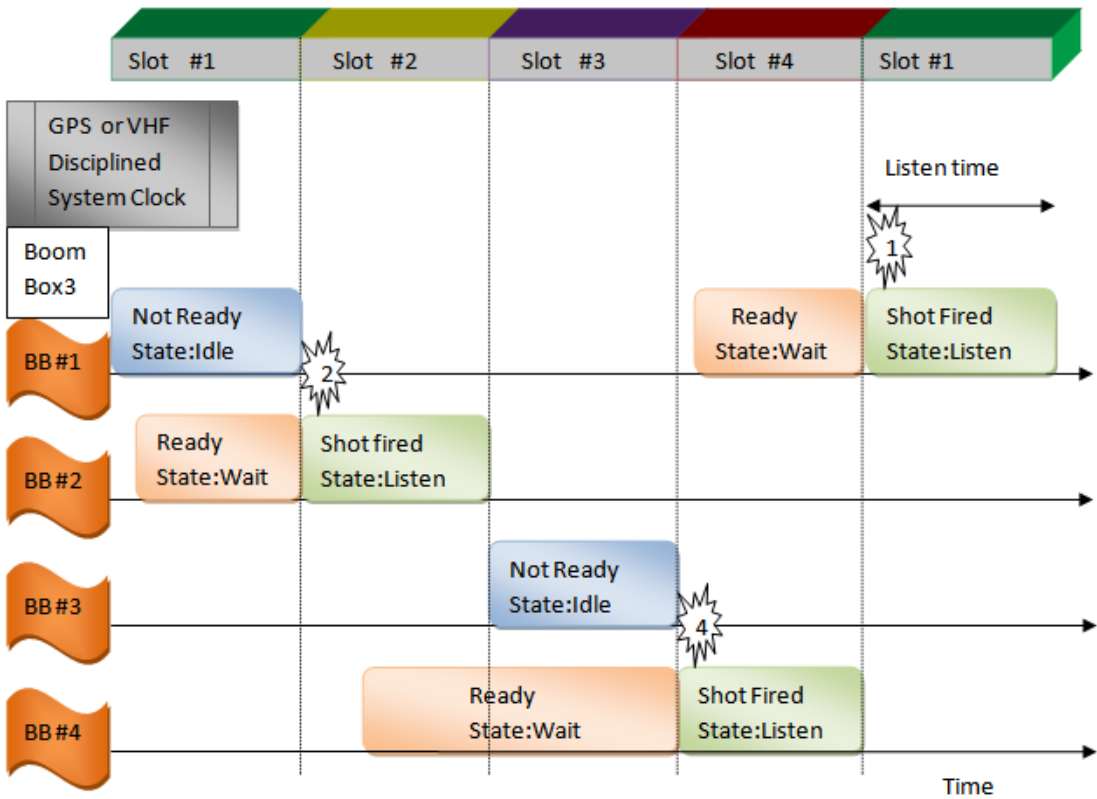 Slot #1
Slot #2
Slot #3
Slot #4
Slot #1
GPS or VHF
Disciplined
System Clock
Listen time
Boom
Box3
1
Not Ready
State:Idle
Ready
State:Wait
Shot Fired
State:Listen
BB #1
2
Ready
State:Wait
Shot fired
State:Listen
BB #2
Not Ready
State:Idle
BB #3
4
Ready
State:Wait
Shot Fired
State:Listen
BB #4
Time